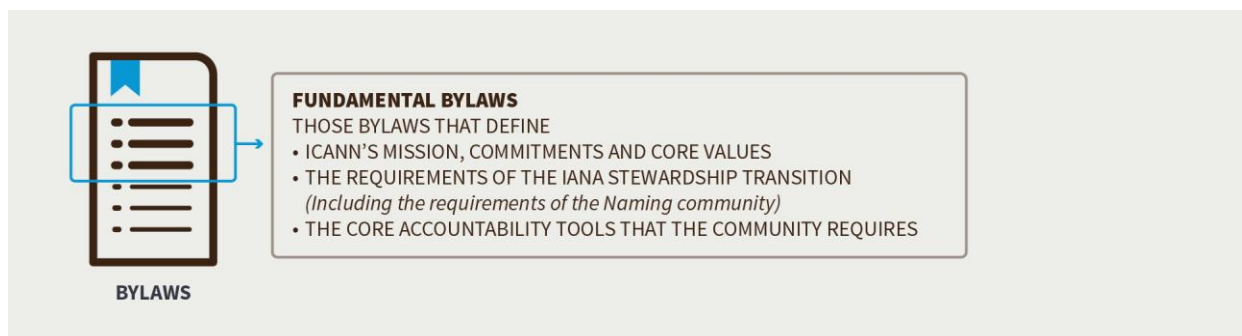 FUNDAMENTAL BYLAWS
THOSE BYLAWS THAT DEFINE
• ICANN’S MISSION, COMMITMENTS AND CORE VALUES
• THE REQUIREMENTS OF THE IANA STEWARDSHIP TRANSITION
(Including the requirements of the Naming community)
• THE CORE ACCOUNTABILITY TOOLS THAT THE COMMUNITY REQUIRES
BYLAWS